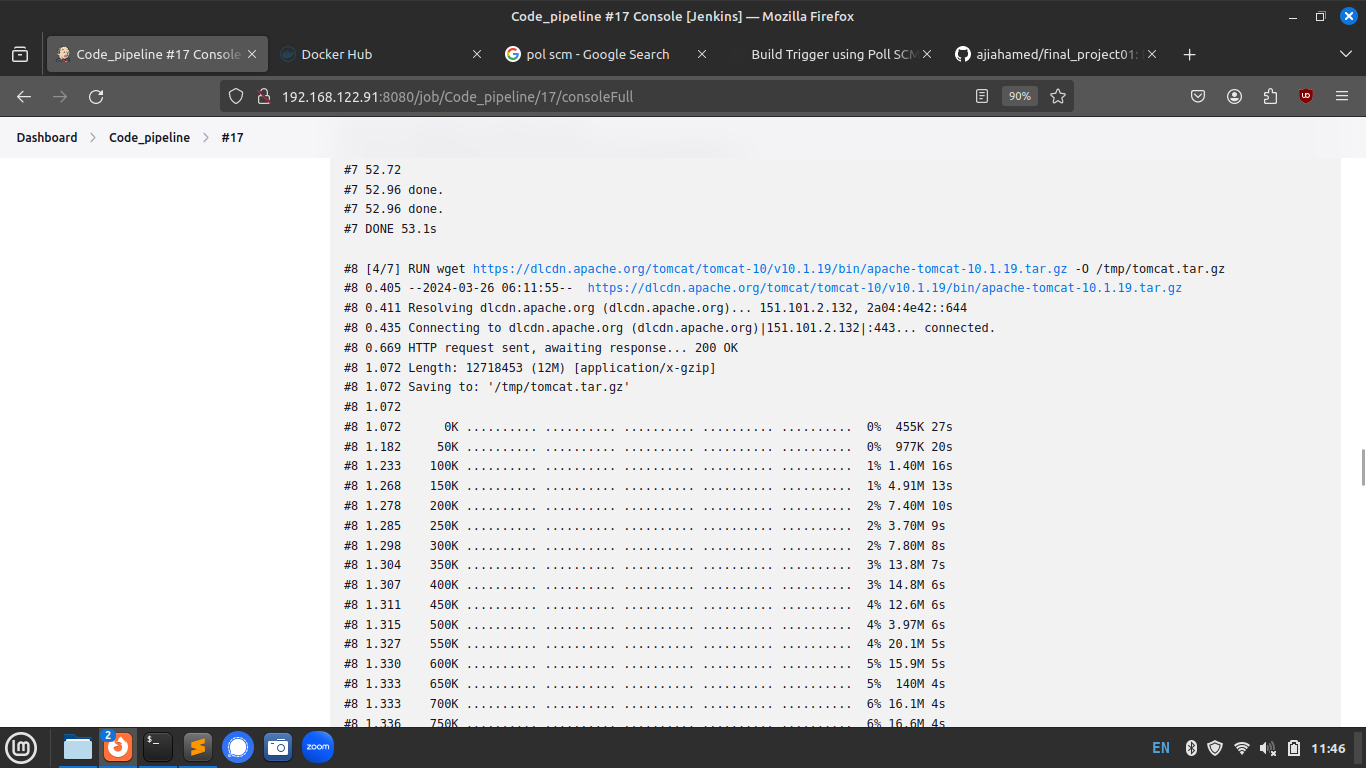 Code_pipeline #17 Console [Jenkins] — Mozilla Firefox
Code_pipeline #17 Console
Docker Hub
pol scm - Google Search
Build Trigger using Poll SCM
ajiahamed/final_project01:
192.168.122.91:8080/job/Code_pipeline/17/consoleFull
90%
Dashboard
Code_pipeline
#17
#7 52.72
#7 52.96 done.
#7 52.96 done.
#7 DONE 53.1s
#8 [4/7] RUN wget https://dlcdn.apache.org/tomcat/tomcat-10/v10.1.19/bin/apache-tomcat-10.1.19.tar.gz -O /tmp/tomcat.tar.gz
#8 0.405 --2024-03-26 06:11:55--  https://dlcdn.apache.org/tomcat/tomcat-10/v10.1.19/bin/apache-tomcat-10.1.19.tar.gz
#8 0.411 Resolving dlcdn.apache.org (dlcdn.apache.org)... 151.101.2.132, 2a04:4e42::644
#8 0.435 Connecting to dlcdn.apache.org (dlcdn.apache.org)|151.101.2.132|:443... connected.
#8 0.669 HTTP request sent, awaiting response... 200 OK
#8 1.072 Length: 12718453 (12M) [application/x-gzip]
#8 1.072 Saving to: '/tmp/tomcat.tar.gz'
#8 1.072
#8 1.072      0K .......... .......... .......... .......... ..........  0%  455K 27s
#8 1.182     50K .......... .......... .......... .......... ..........  0%  977K 20s
#8 1.233    100K .......... .......... .......... .......... ..........  1% 1.40M 16s
#8 1.268    150K .......... .......... .......... .......... ..........  1% 4.91M 13s
#8 1.278    200K .......... .......... .......... .......... ..........  2% 7.40M 10s
#8 1.285    250K .......... .......... .......... .......... ..........  2% 3.70M 9s
#8 1.298    300K .......... .......... .......... .......... ..........  2% 7.80M 8s
#8 1.304    350K .......... .......... .......... .......... ..........  3% 13.8M 7s
#8 1.307    400K .......... .......... .......... .......... ..........  3% 14.8M 6s
#8 1.311    450K .......... .......... .......... .......... ..........  4% 12.6M 6s
#8 1.315    500K .......... .......... .......... .......... ..........  4% 3.97M 6s
#8 1.327    550K .......... .......... .......... .......... ..........  4% 20.1M 5s
#8 1.330    600K .......... .......... .......... .......... ..........  5% 15.9M 5s
#8 1.333    650K .......... .......... .......... .......... ..........  5%  140M 4s
#8 1.333    700K .......... .......... .......... .......... ..........  6% 16.1M 4s
#8 1.336    750K .......... .......... .......... .......... ..........  6% 16.6M 4s
2
zoom
EN
11:46